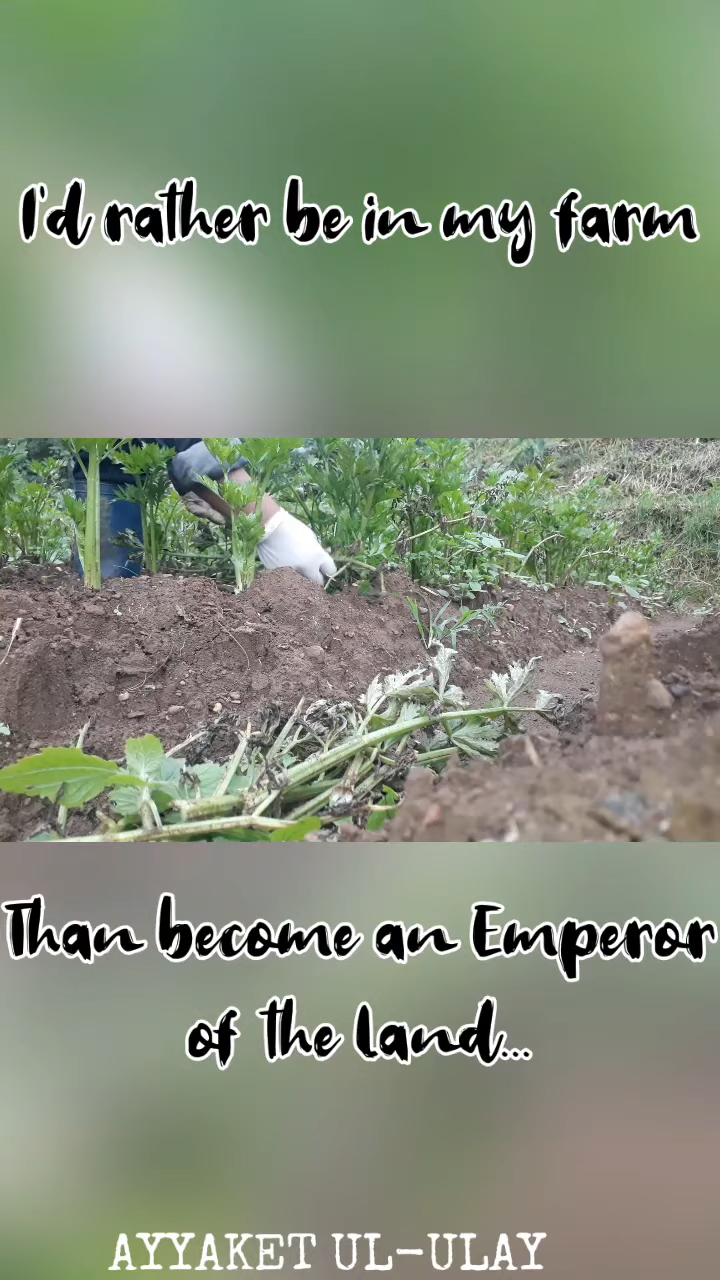 I'd rather be in my farm
Than become an Emperor
of the land...
AYYAKET UL-ULAY